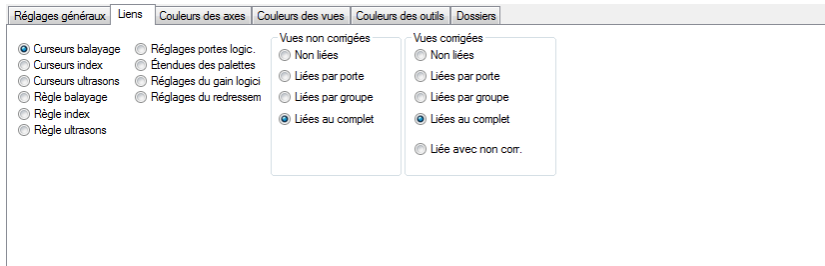 Réglages généraux Liens Couleurs des axes Couleurs des vues Couleurs des outils Dossiers
Curseurs balayage
Curseurs index
Curseurs ultrasons
Règle balayage
Règle index
Règle ultrasons
Réglages portes logic.
Étendues des palettes
Réglages du gain logici
Réglages du redressem
Vues non corrigées
Non liées
Liées par porte
Liées par groupe
Liées au complet
Vues corrigées
Non liées
Liées par porte
Liées par groupe
Liées au complet
Liée avec non corr.